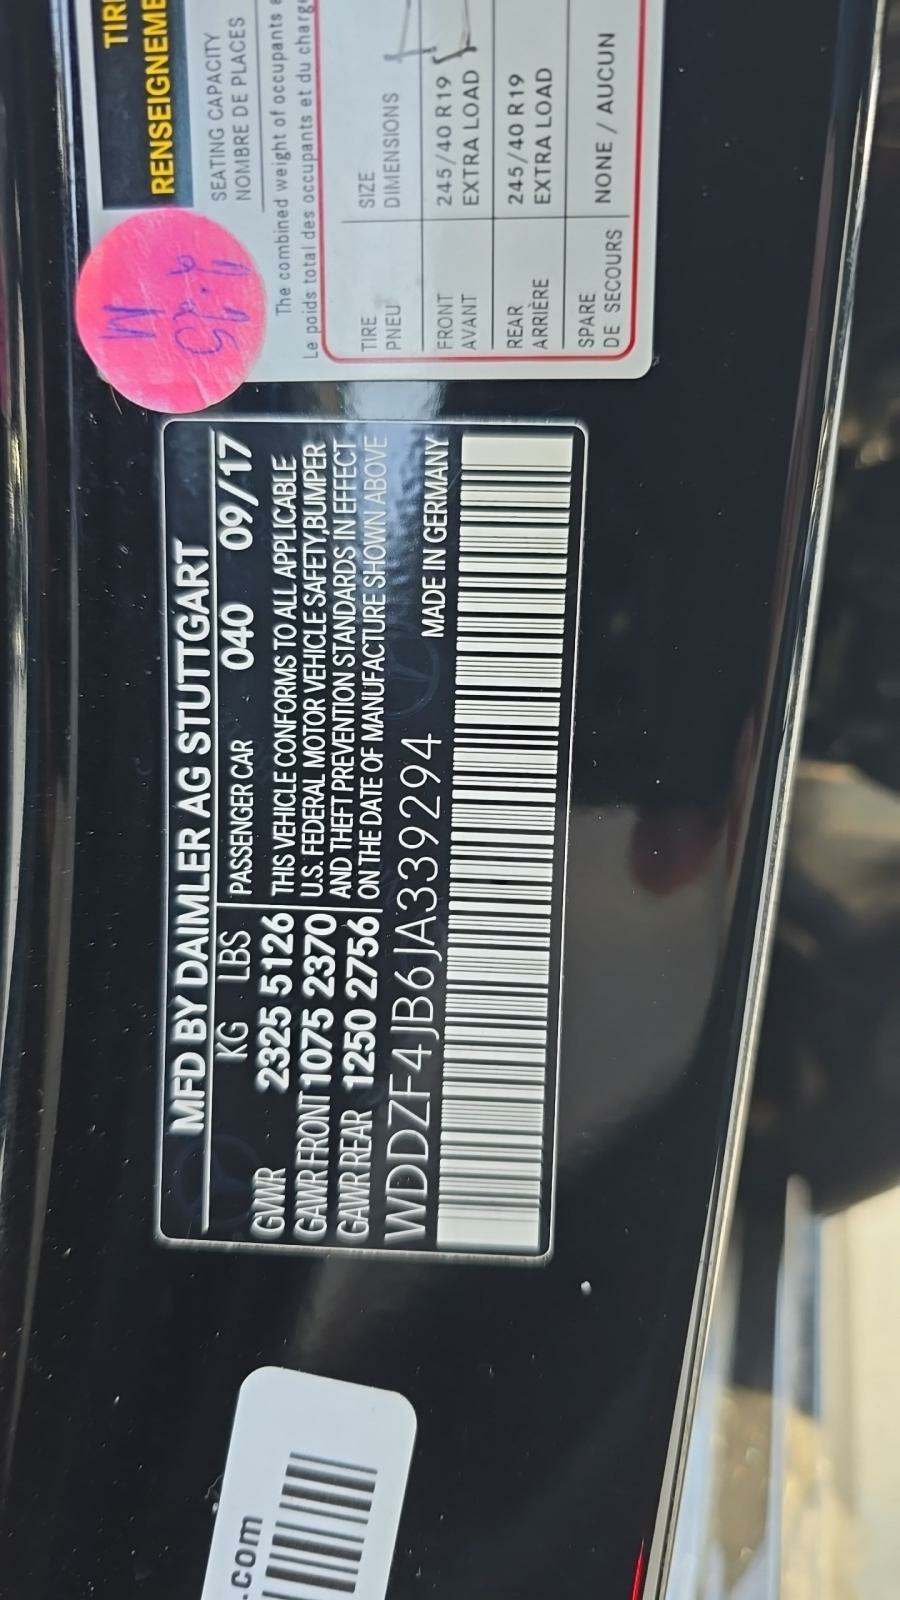 MFD BY DAIMLER AG STUTTGART
KG LBS PASSENGER CAR 040 09/17
GVWR 2325 5126 THIS VEHICLE CONFORMS TO ALL APPLICABLE
GAWR FRONT 1075 2370 U.S. FEDERAL MOTOR VEHICLE SAFETY, BUMPER
GAWR REAR 1250 2756 AND THEFT PREVENTION STANDARDS IN EFFECT
ON THE DATE OF MANUFACTURE SHOWN ABOVE
WDDZF4JB6JA339294 MADE IN GERMANY
RENSEIGNEME
SEATING CAPACITY
NOMBRE DE PLACES
The combined weight of occupants
Le poids total des occupants et du
TIRE SIZE
PNEU DIMENSIONS
FRONT 245/40 R19
AVANT EXTRA LOAD
REAR 245/40 R19
ARRIÈRE EXTRA LOAD
SPARE NONE / AUCUN
DE SECOURS
.com